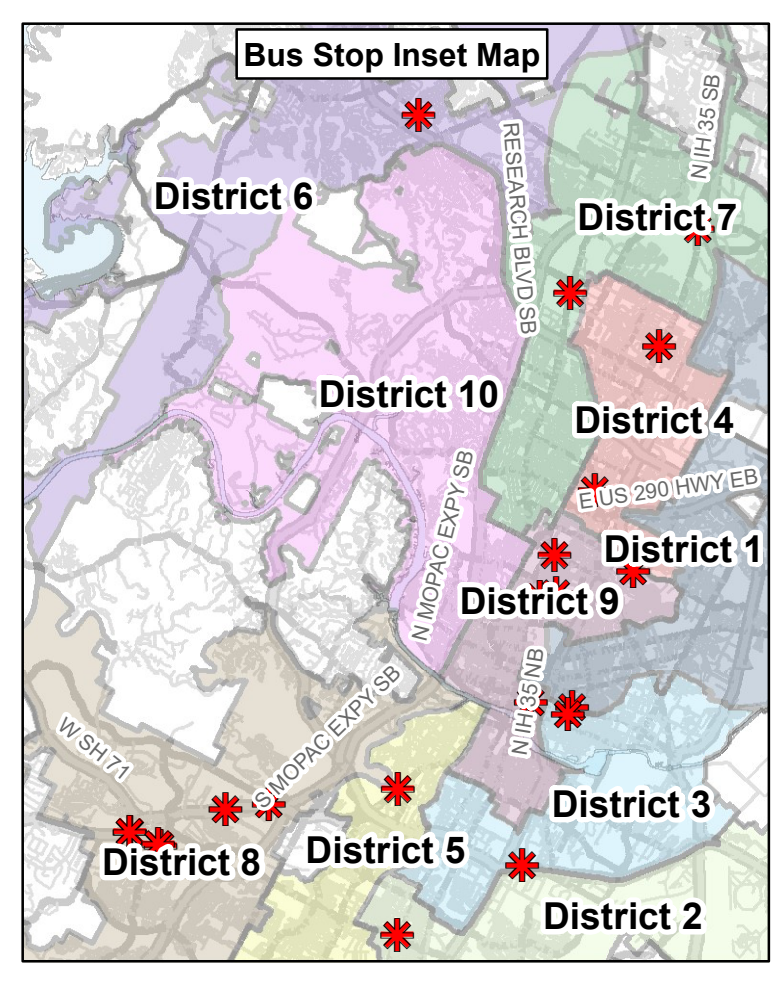 Bus Stop Inset Map
N IH 35 SB
District 6
RESEARCH BLVD SB
District 7
District 10
District 4
E US 290 HWY EB
N MOPAC EXPY SB
District 1
District 9
N IH 35 NB
S MOPAC EXPY SB
W SH 71
District 3
District 5
District 8
District 2